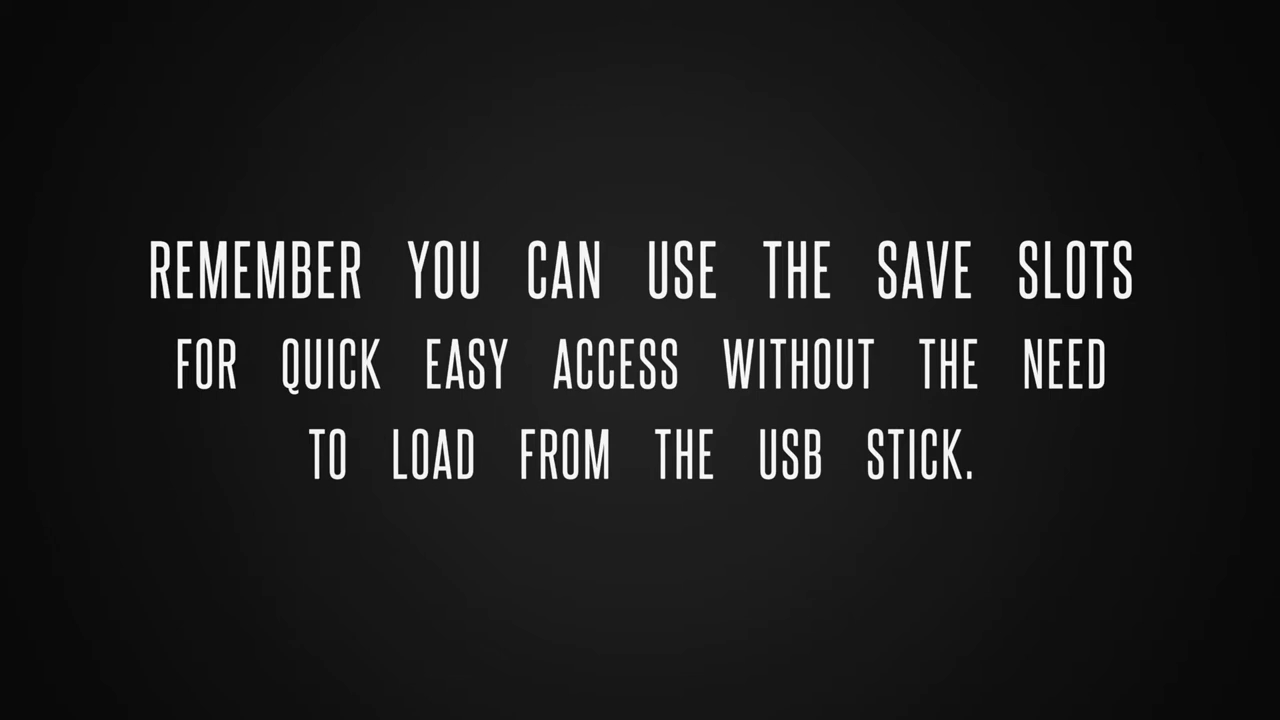 REMEMBER YOU CAN USE THE SAVE SLOTS
FOR QUICK EASY ACCESS WITHOUT THE NEED
TO LOAD FROM THE USB STICK.